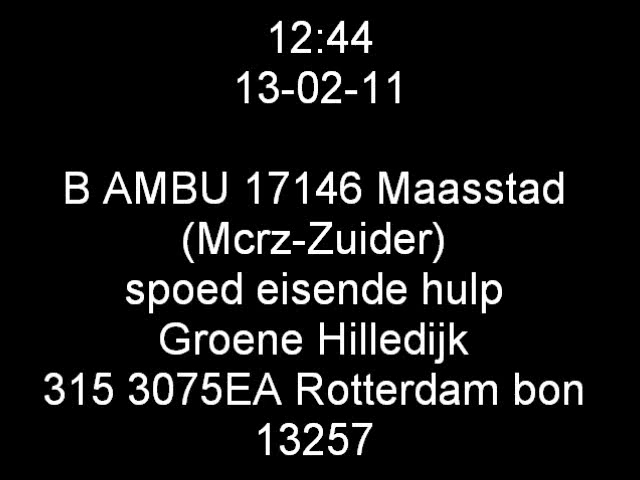 12:44
13-02-11
B AMBU 17146 Maasstad
(Mcrz-Zuider)
spoed eisende hulp
Groene Hilledijk
315 3075EA Rotterdam bon
13257